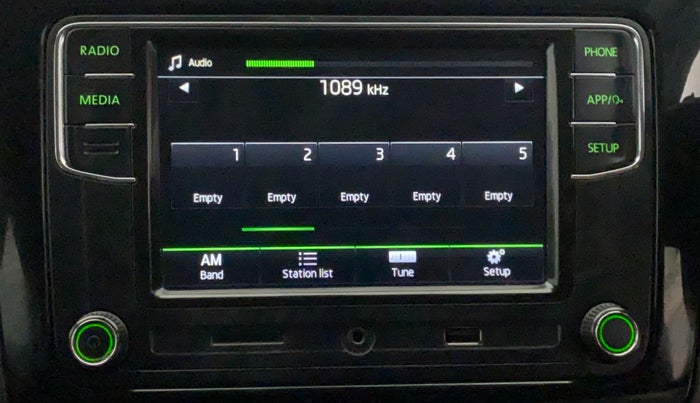 RADIO
MEDIA
Audio
1089 kHz
1 2 3 4 5
Empty Empty Empty Empty Empty
AM Band
Station list
Tune
Setup
PHONE
APP/
SETUP